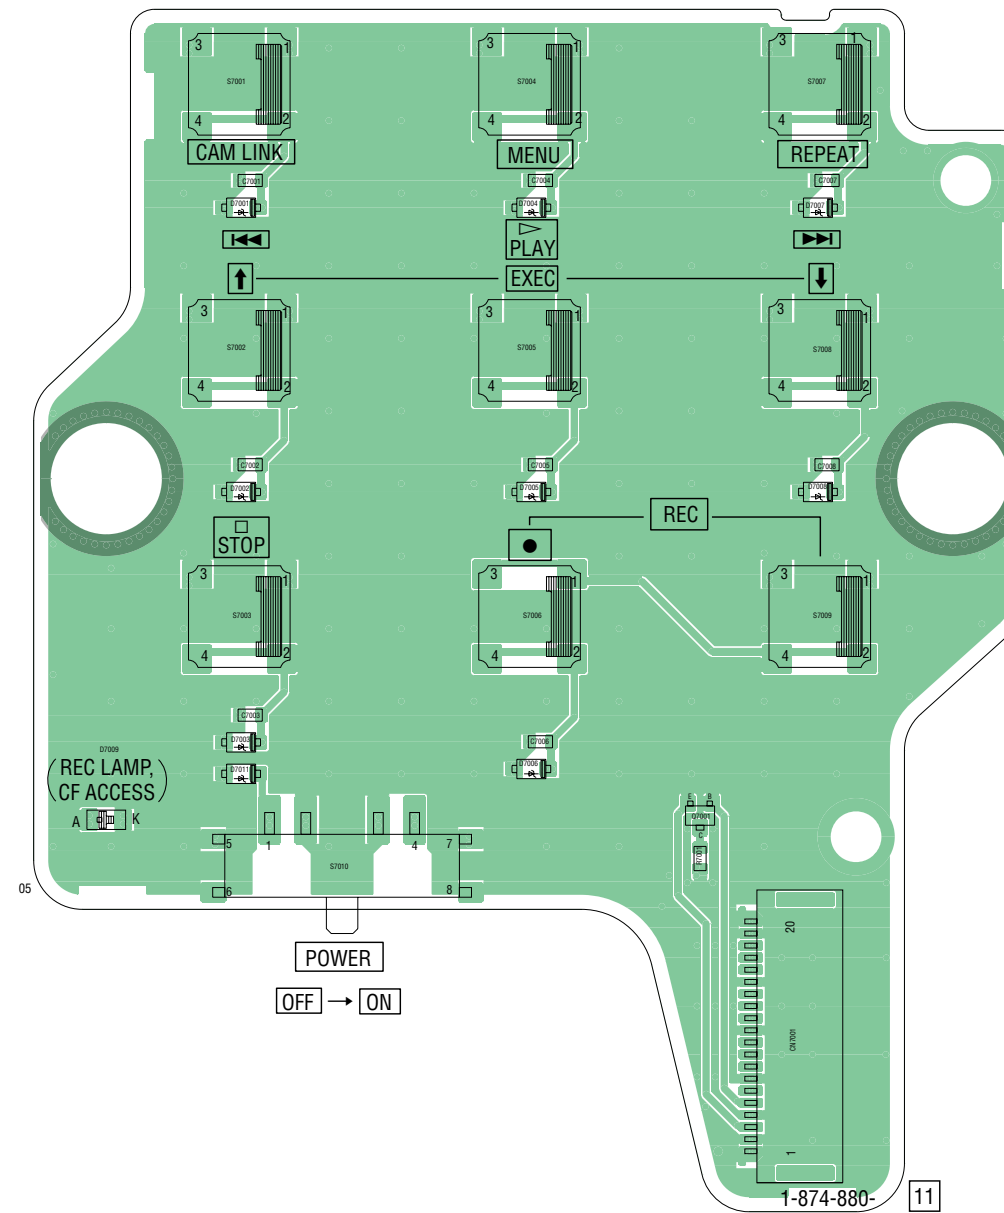 3 1 3 1 3 1
S7001 S7004 S7007
4 2 4 2 4 2
CAM LINK MENU REPEAT
C7001 C7004 C7007
D7001 D7004 D7007
PLAY
EXEC
3 1 3 1 3 1
S7002 S7005 S7008
4 2 4 2 4 2
C7002 C7005 C7008
D7002 D7005 D7008
STOP REC
3 1 3 1 3 1
S7003 S7006 S7009
4 2 4 2 4 2
C7003 C7006
D7003 D7006
D7009
(REC LAMP,
CF ACCESS)
D7011
A K
E B
Q7001
C
R7001
1 4
5 7
S7010
6 8
05
POWER
OFF → ON
20
CN7001
1
1-874-880- 11